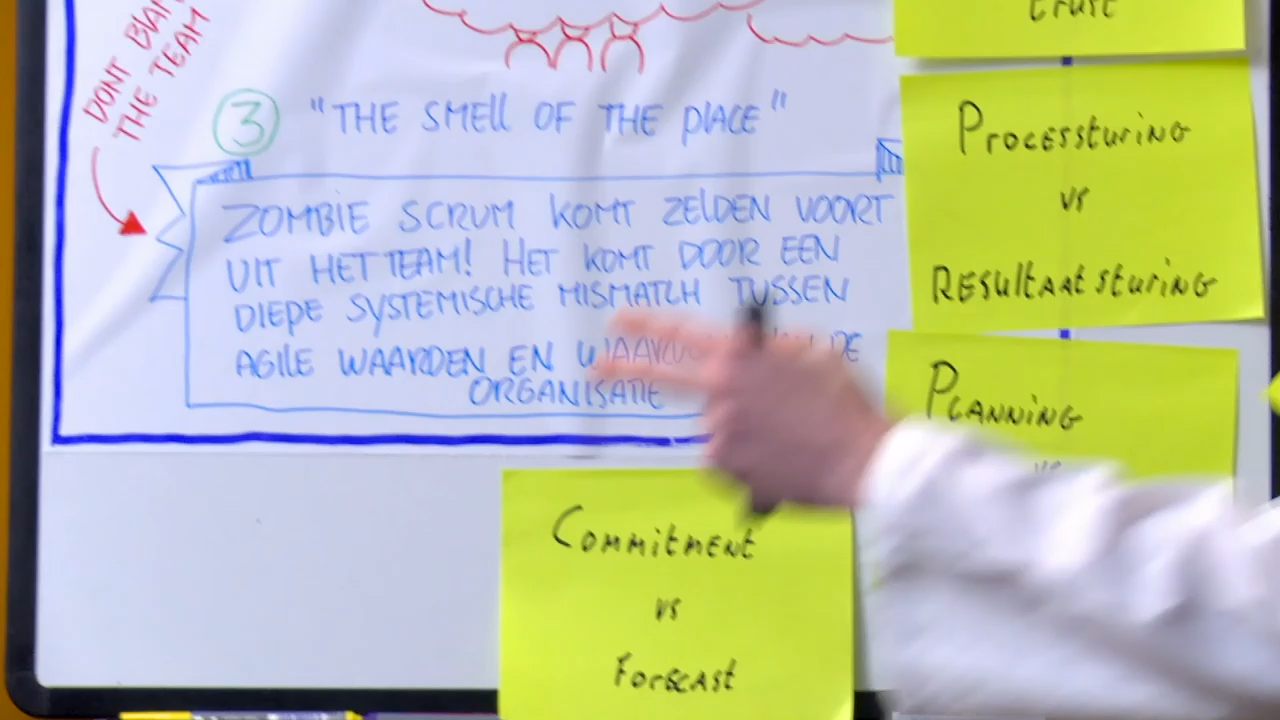 DONT BLAM
THE TEAM
3 "THE SMEll OF THE PlACE"
ZOMBIE SCRUM KOMT ZElDEN VOORT
UIT HET TEAM! HET KOMT DOOR EEN
DIEPE SYSTEMISCHE MISMATCH TUSSEN
AGILE WAARDEN EN DE
ORGANISATIE
trust
Processturing
vs
Resultaatsturing
Planning
vs
Commitment
vs
Forecast